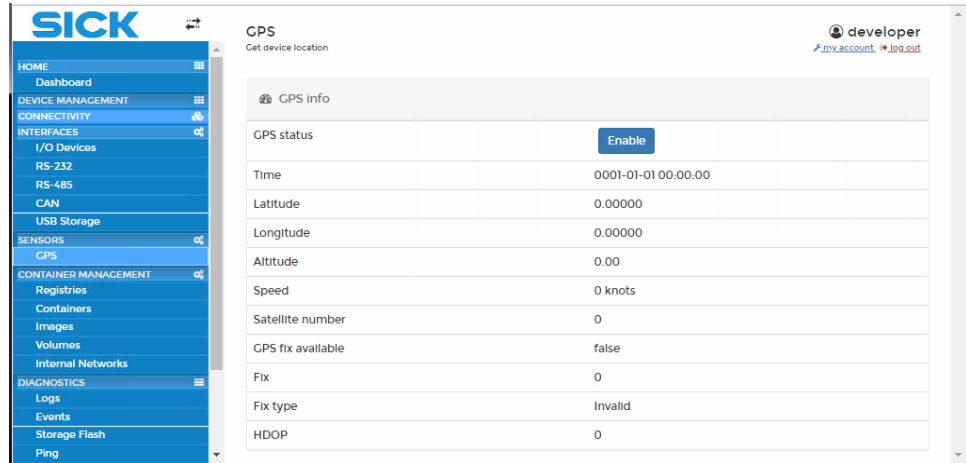 SICK
HOME
Dashboard
DEVICE MANAGEMENT
CONNECTIVITY
INTERFACES
I/O Devices
RS-232
RS-485
CAN
USB Storage
SENSORS
GPS
CONTAINER MANAGEMENT
Registries
Containers
Images
Volumes
Internal Networks
DIAGNOSTICS
Logs
Events
Storage Flash
Ping
GPS
Get device location
developer
my account log out
GPS info
GPS status Enable
Time 0001-01-01 00:00:00
Latitude 0.00000
Longitude 0.00000
Altitude 0.00
Speed 0 knots
Satellite number 0
GPS fix available false
Fix 0
Fix type Invalid
HDOP 0